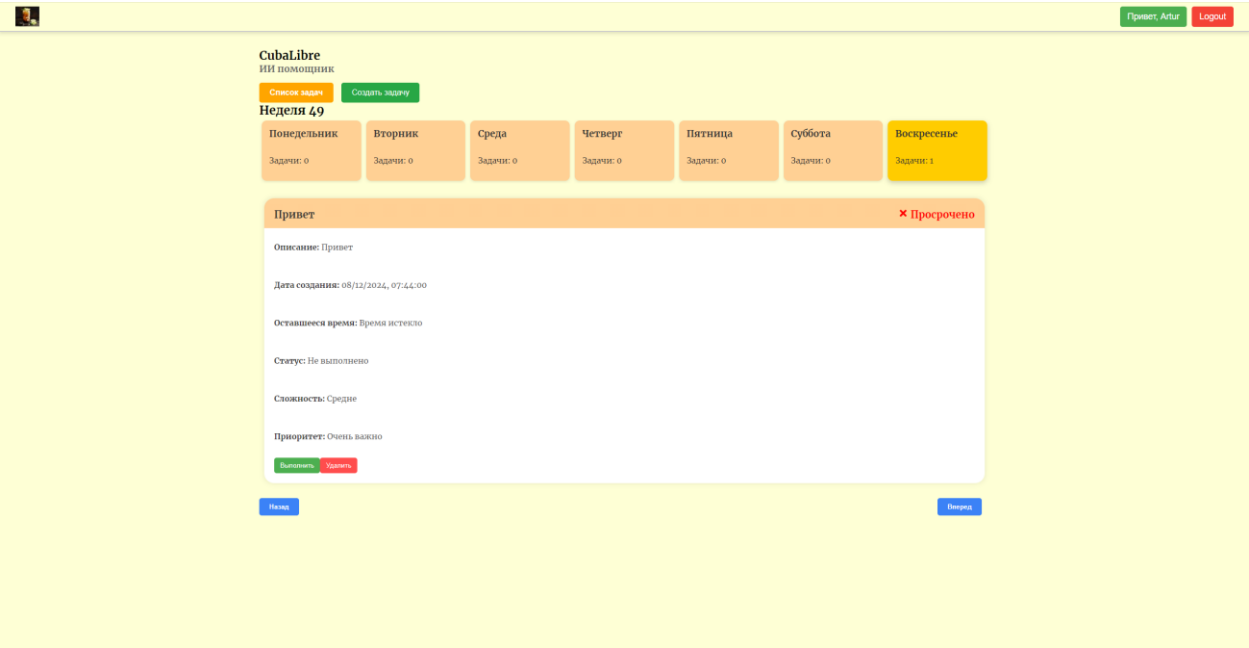 Привет, Artur Logout
CubaLibre
ИИ помощник
Список задач Создать задачу
Неделя 49
Понедельник Вторник Среда Четверг Пятница Суббота Воскресенье
Задачи: 0 Задачи: 0 Задачи: 0 Задачи: 0 Задачи: 0 Задачи: 0 Задачи: 1
Привет × Просрочено
Описание: Привет
Дата создания: 08/12/2024, 07:44:00
Оставшееся время: Время истекло
Статус: Не выполнено
Сложность: Средне
Приоритет: Очень важно
Выполнить Удалить
Назад Вперед